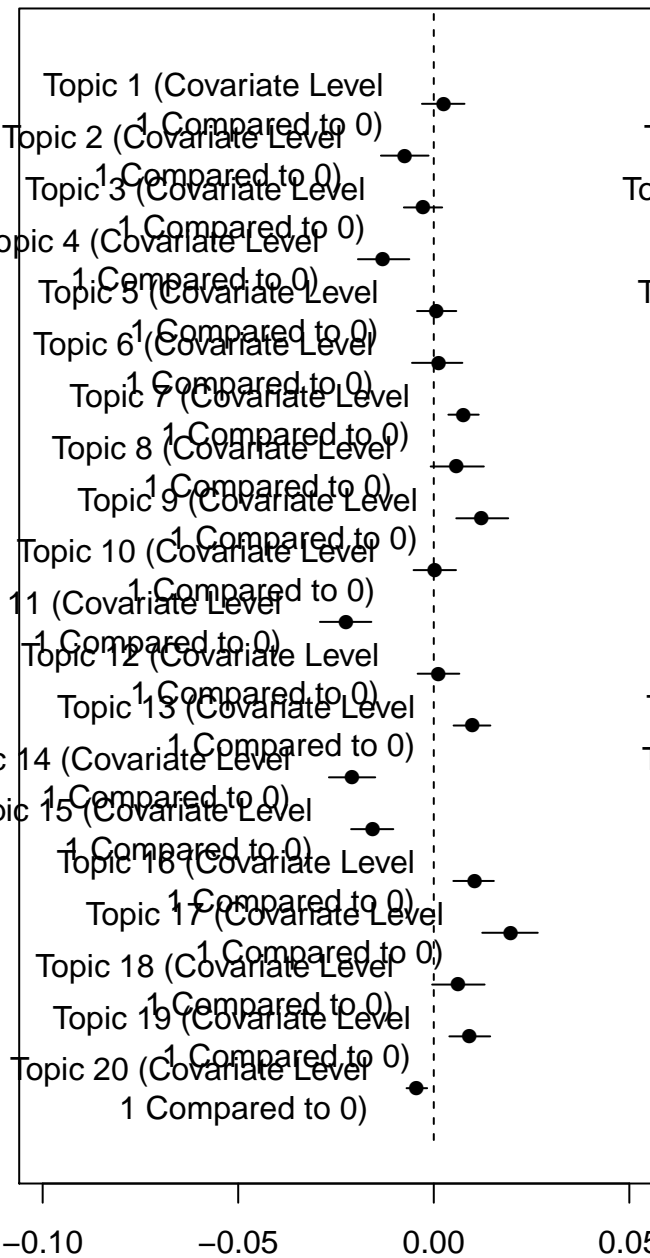 Topic 1 (Covariate Level
1 Compared to 0)
Topic 2 (Covariate Level
1 Compared to 0)
Topic 3 (Covariate Level
1 Compared to 0)
opic 4 (Covariate Level
1 Compared to 0)
Topic 5 (Covariate Level
1 Compared to 0)
Topic 6 (Covariate Level
1 Compared to 0)
Topic 7 (Covariate Level
1 Compared to 0)
Topic 8 (Covariate Level
1 Compared to 0)
Topic 9 (Covariate Level
1 Compared to 0)
Topic 10 (Covariate Level
1 Compared to 0)
11 (Covariate Level
1 Compared to 0)
Topic 12 (Covariate Level
1 Compared to 0)
Topic 13 (Covariate Level
1 Compared to 0)
c 14 (Covariate Level
1 Compared to 0)
ic 15 (Covariate Level
1 Compared to 0)
Topic 16 (Covariate Level
1 Compared to 0)
Topic 17 (Covariate Level
1 Compared to 0)
Topic 18 (Covariate Level
1 Compared to 0)
Topic 19 (Covariate Level
1 Compared to 0)
Topic 20 (Covariate Level
1 Compared to 0)
−0.10 −0.05 0.00 0.05